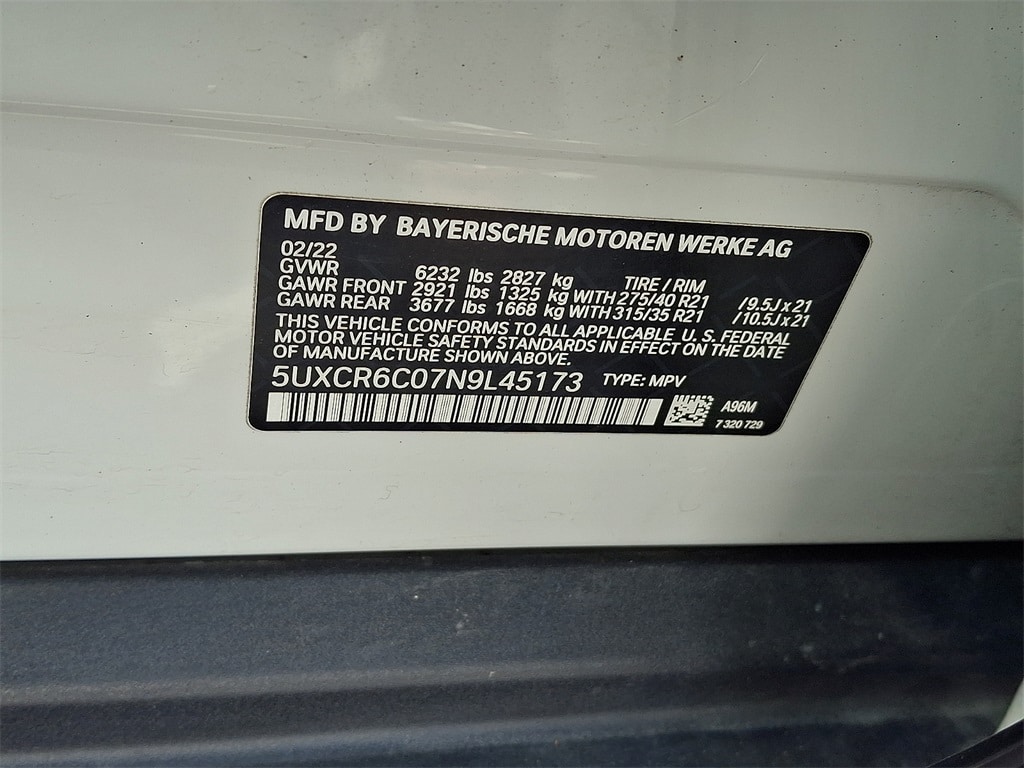 MFD BY BAYERISCHE MOTOREN WERKE AG
02/22
GVWR 6232 lbs 2827 kg TIRE / RIM
GAWR FRONT 2921 lbs 1325 kg WITH 275/40 R21 /9.5J x 21
GAWR REAR 3677 lbs 1668 kg WITH 315/35 R21 /10.5J x 21
THIS VEHICLE CONFORMS TO ALL APPLICABLE U. S. FEDERAL
MOTOR VEHICLE SAFETY STANDARDS IN EFFECT ON THE DATE
OF MANUFACTURE SHOWN ABOVE.
5UXCR6C07N9L45173 TYPE: MPV
A96M
7 320 729